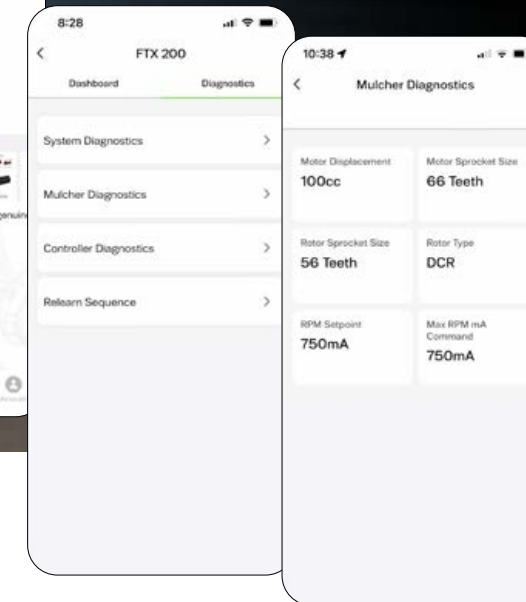 8:28
FTX 200
Dashboard
Diagnostics
System Diagnostics
Mulcher Diagnostics
Controller Diagnostics
Relearn Sequence
10:38
Mulcher Diagnostics
Motor Displacement
100cc
Motor Sprocket Size
66 Teeth
Rotor Sprocket Size
56 Teeth
Rotor Type
DCR
RPM Setpoint
750mA
Max RPM mA
Command
750mA